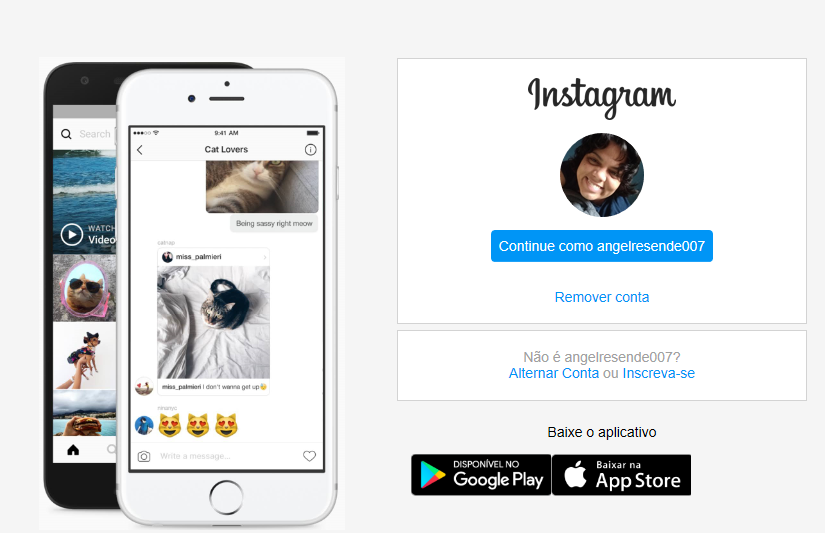 Search
WATCH
Video
9:41 AM
Cat Lovers
Being sassy right meow
catnap
miss_palmieri
miss_palmieri I don't wanna get up😴
ninanyc
😻😻😻
Write a message...
Instagram
Continue como angelresende007
Remover conta
Não é angelresende007?
Alternar Conta ou Inscreva-se
Baixe o aplicativo
DISPONÍVEL NO
Google Play
Baixar na
App Store